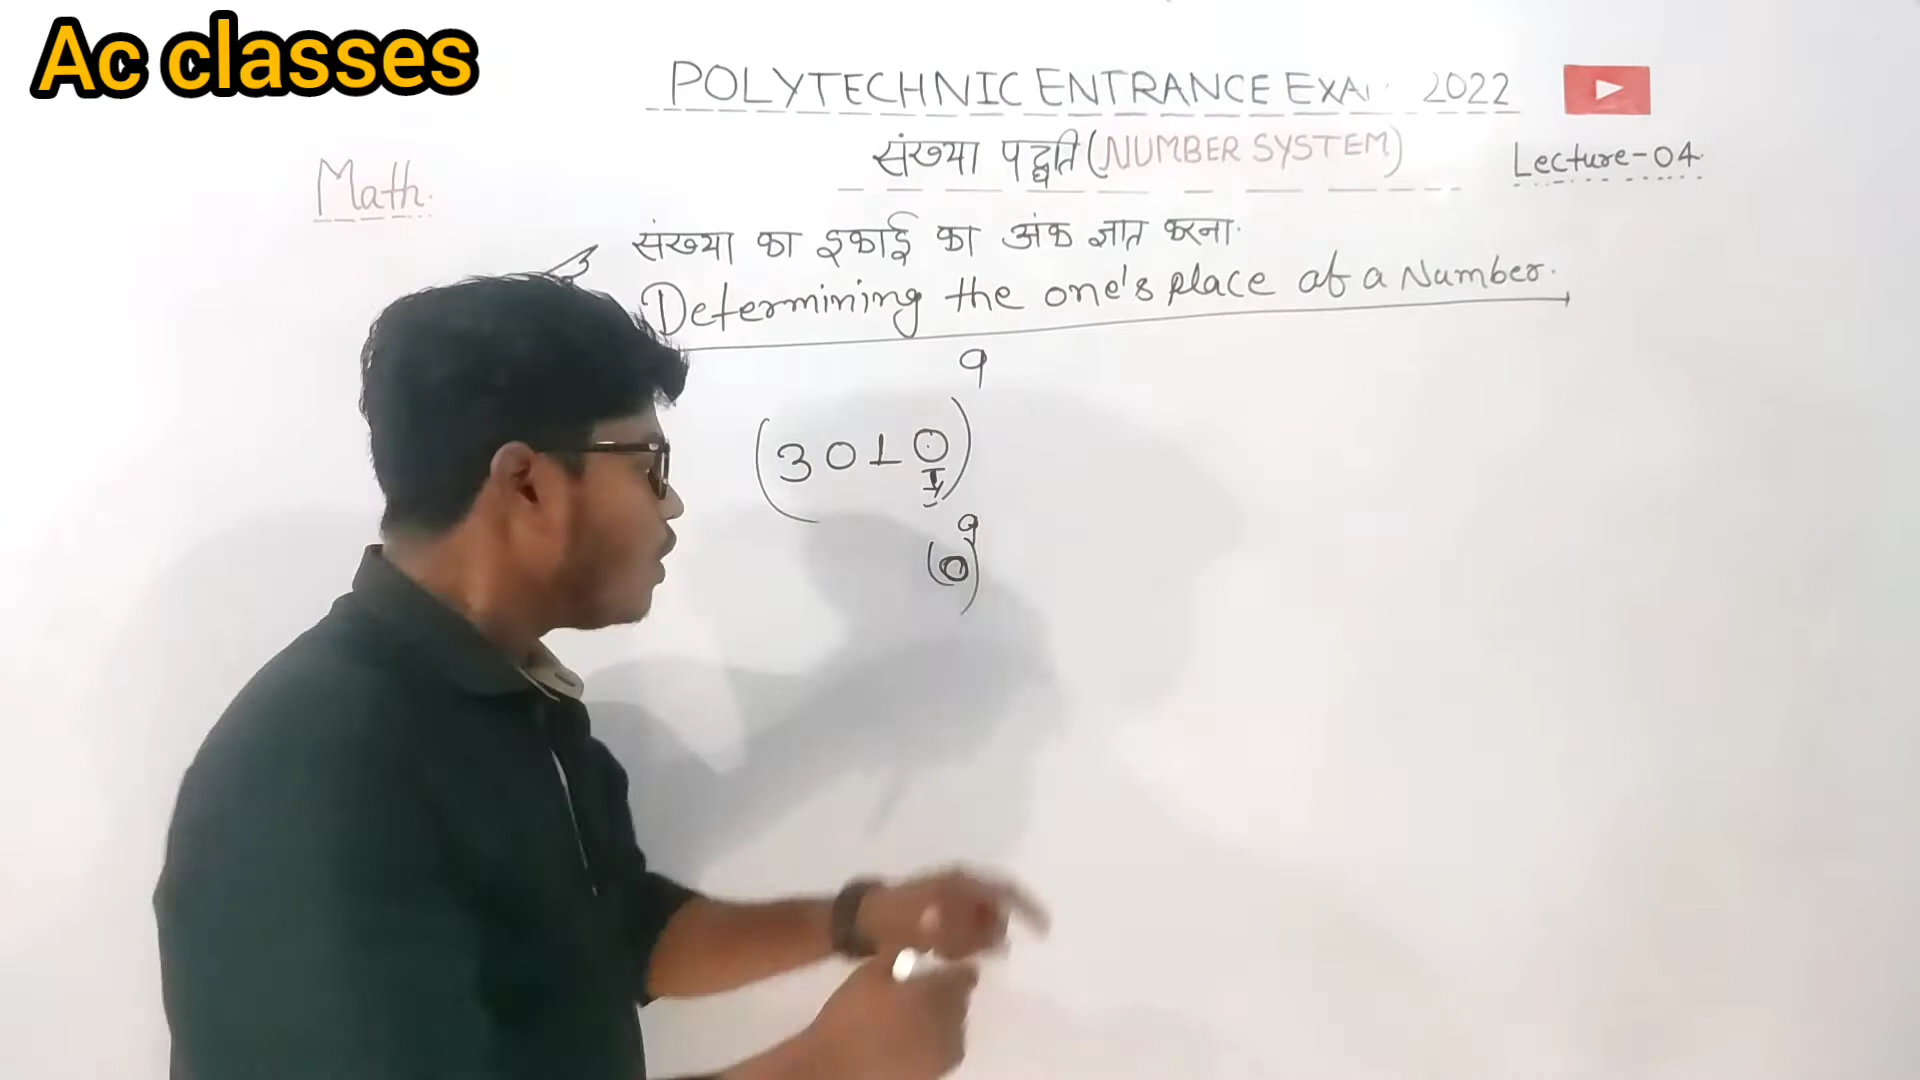 Ac classes
POLYTECHNIC ENTRANCE EXA 2022
संख्या पद्धति (NUMBER SYSTEM)
Lecture-04
Math.
संख्या का इकाई का अंक ज्ञात करना.
Determining the one's place of a Number.
9
(3010)
I
9
(0)